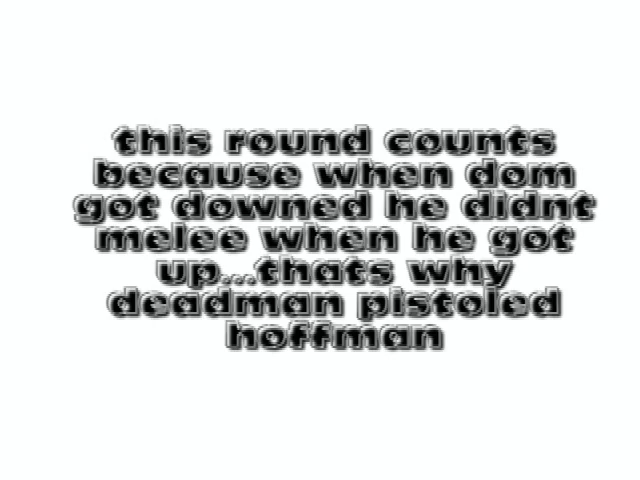 this round counts
because when dom
got downed he didnt
melee when he got
up...thats why
deadman pistoled
hoffman